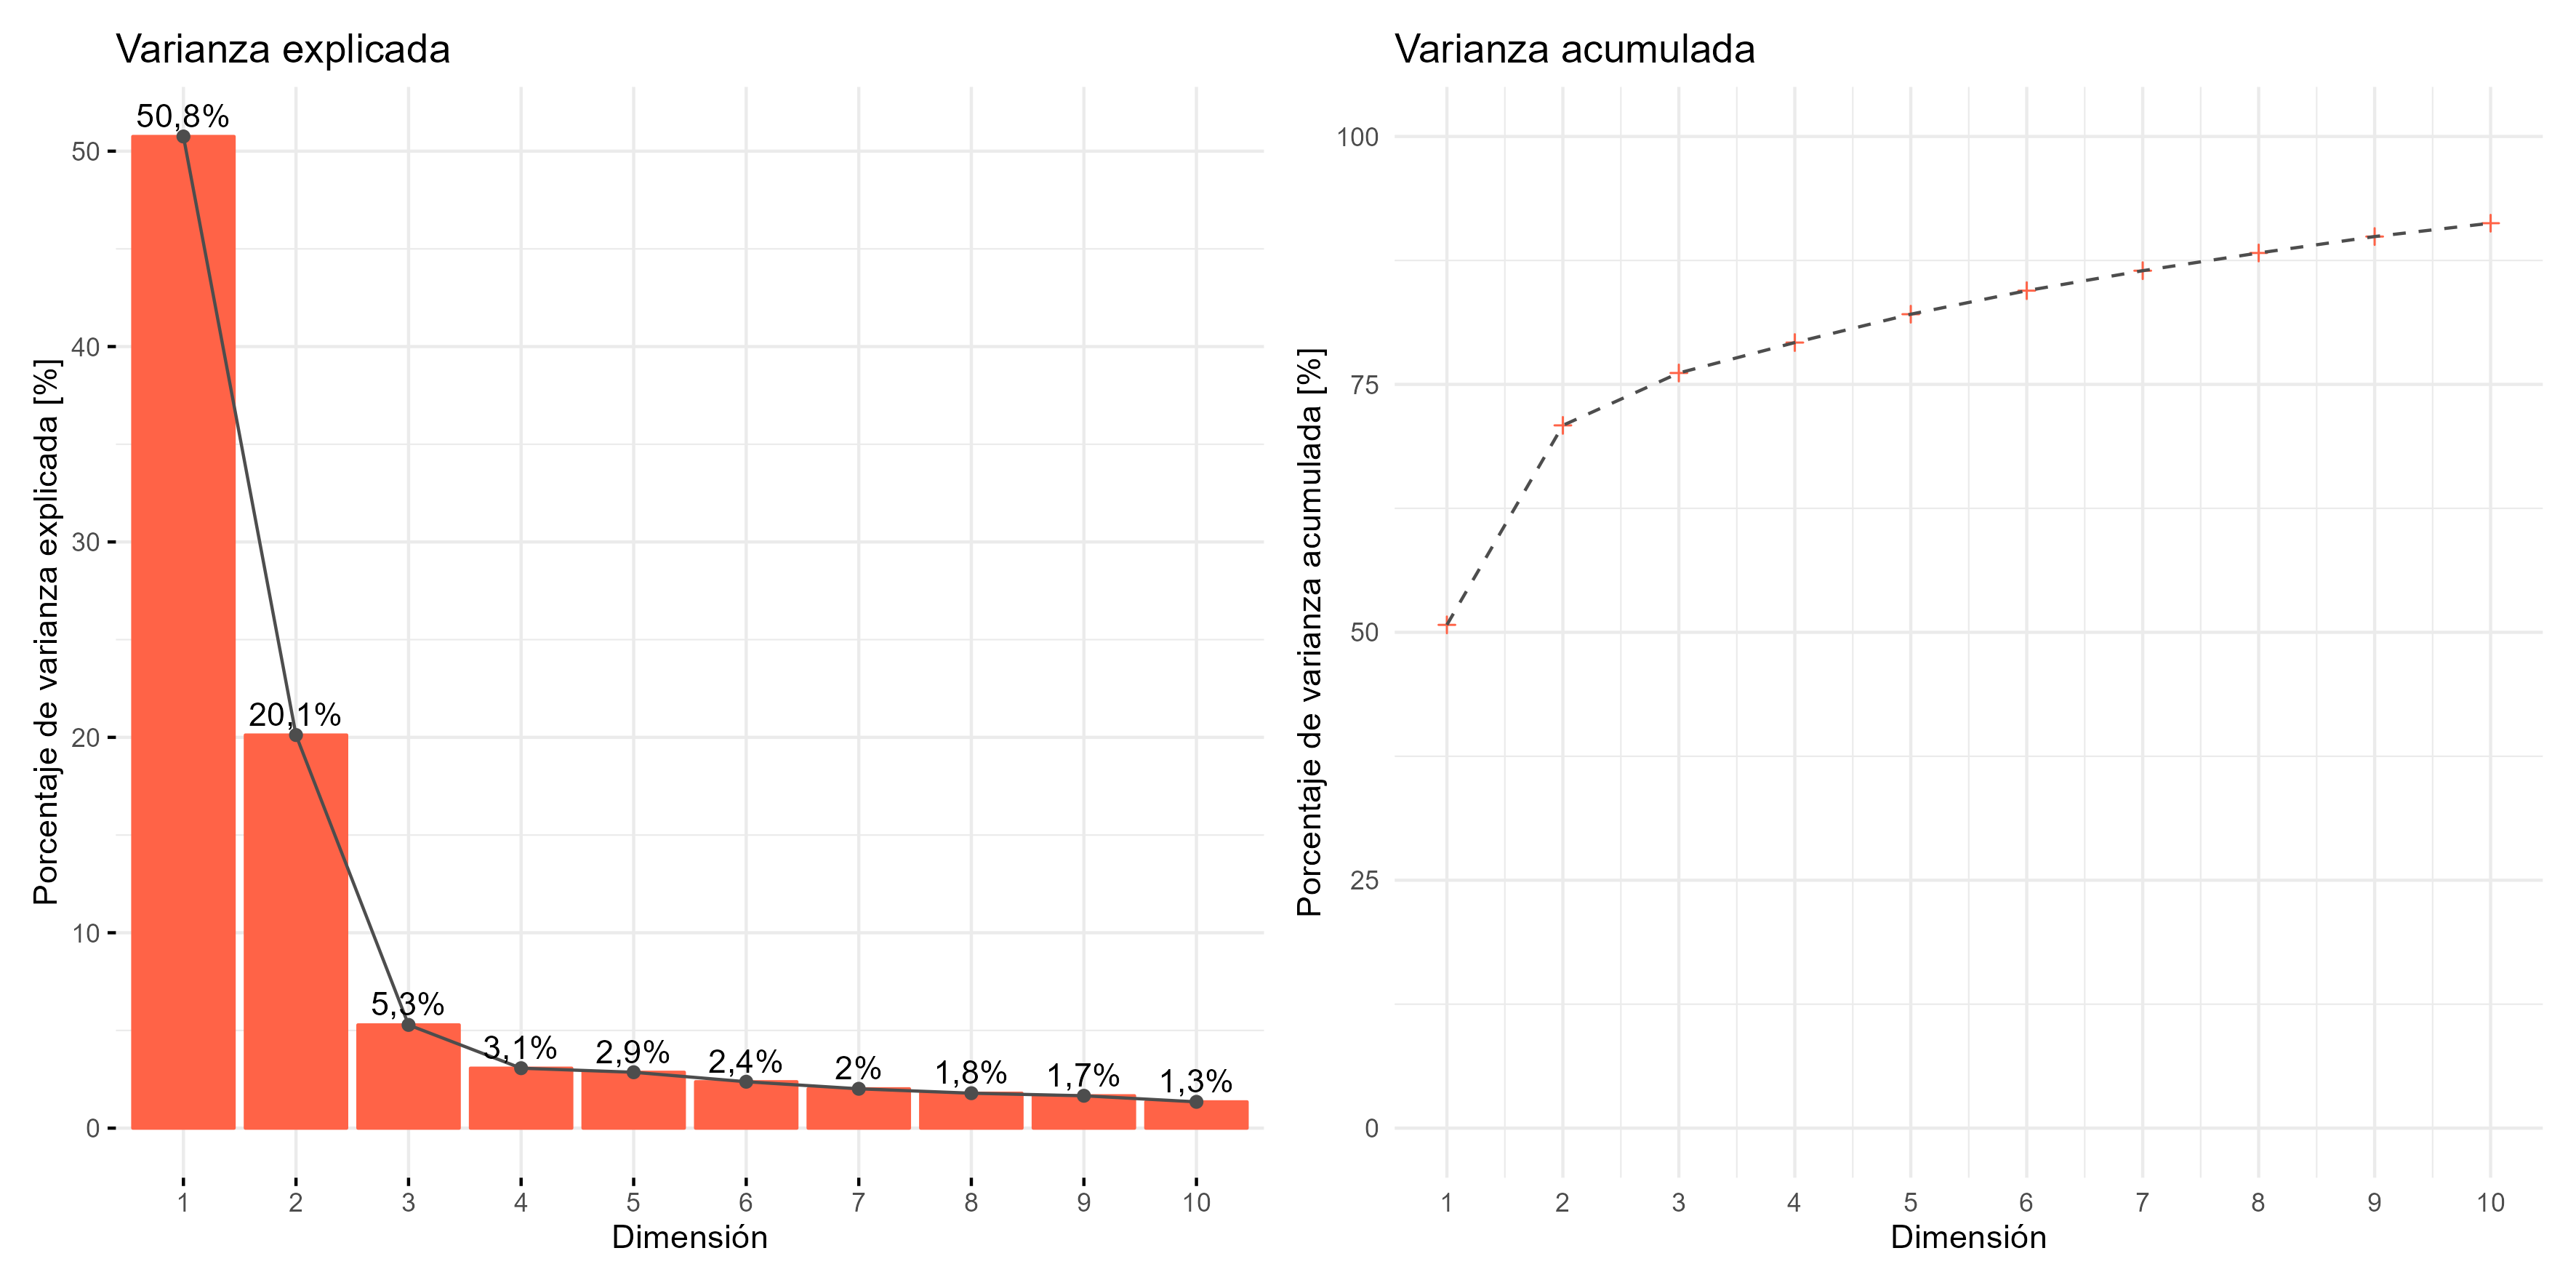 Varianza explicada
Porcentaje de varianza explicada [%]
50
40
30
20
10
0
50,8%
20,1%
5,3%
3,1%
2,9%
2,4%
2%
1,8%
1,7%
1,3%
1 2 3 4 5 6 7 8 9 10
Dimensión
Varianza acumulada
Porcentaje de varianza acumulada [%]
100
75
50
25
0
1 2 3 4 5 6 7 8 9 10
Dimensión